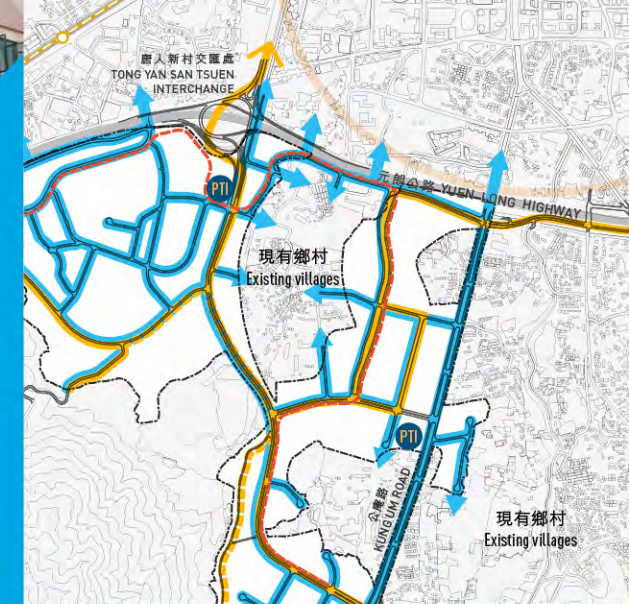 唐人新村交匯處
TONG YAN SAN TSUEN
INTERCHANGE
PTI
元朗公路 YUEN LONG HIGHWAY
現有鄉村
Existing villages
PTI
公庵路
KUNG UM ROAD
現有鄉村
Existing villages